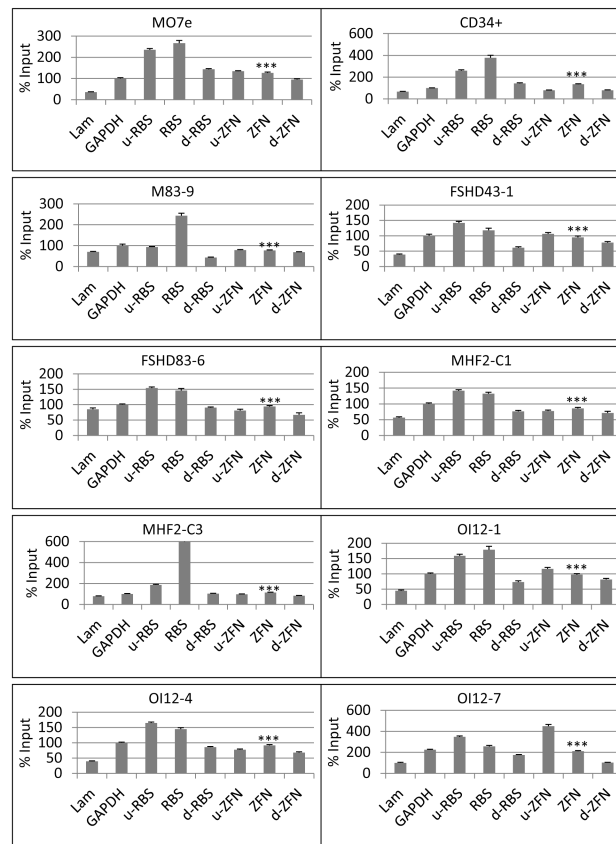 MO7e
% Input
300
200
100
0
***
Lam
GAPDH
u-RBS
RBS
d-RBS
u-ZFN
ZFN
d-ZFN
CD34+
% Input
600
400
200
0
***
Lam
GAPDH
u-RBS
RBS
d-RBS
u-ZFN
ZFN
d-ZFN
M83-9
% Input
300
200
100
0
***
Lam
GAPDH
u-RBS
RBS
d-RBS
u-ZFN
ZFN
d-ZFN
FSHD43-1
% Input
200
150
100
50
0
***
Lam
GAPDH
u-RBS
RBS
d-RBS
u-ZFN
ZFN
d-ZFN
FSHD83-6
% Input
200
150
100
50
0
***
Lam
GAPDH
u-RBS
RBS
d-RBS
u-ZFN
ZFN
d-ZFN
MHF2-C1
% Input
200
150
100
50
0
***
Lam
GAPDH
u-RBS
RBS
d-RBS
u-ZFN
ZFN
d-ZFN
MHF2-C3
% Input
600
400
200
0
***
Lam
GAPDH
u-RBS
RBS
d-RBS
u-ZFN
ZFN
d-ZFN
OI12-1
% Input
200
150
100
50
0
***
Lam
GAPDH
u-RBS
RBS
d-RBS
u-ZFN
ZFN
d-ZFN
OI12-4
% Input
200
150
100
50
0
***
Lam
GAPDH
u-RBS
RBS
d-RBS
u-ZFN
ZFN
d-ZFN
OI12-7
% Input
600
400
200
0
***
Lam
GAPDH
u-RBS
RBS
d-RBS
u-ZFN
ZFN
d-ZFN